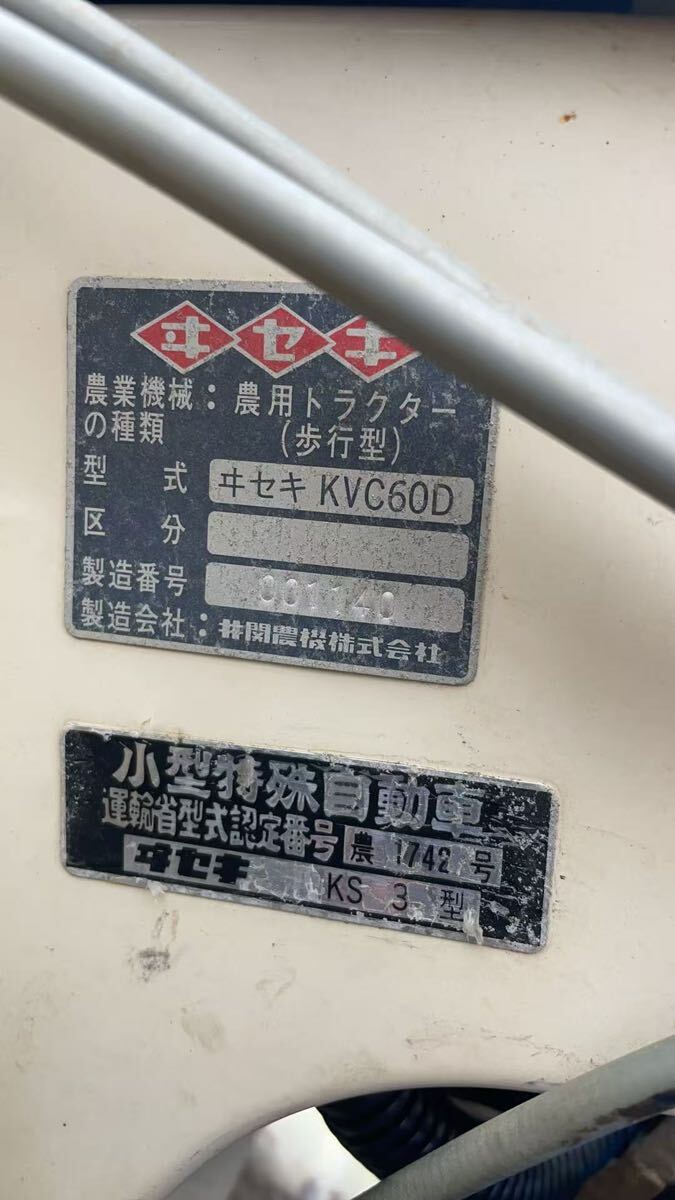 ヰセキ
農業機械の種類：農用トラクター
(歩行型)
型式 ヰセキ KVC60D
区分
製造番号 001140
製造会社：井関農機株式会社
小型特殊自動車
運輸省型式認定番号 農 1742 号
ヰセキ KS 3 型